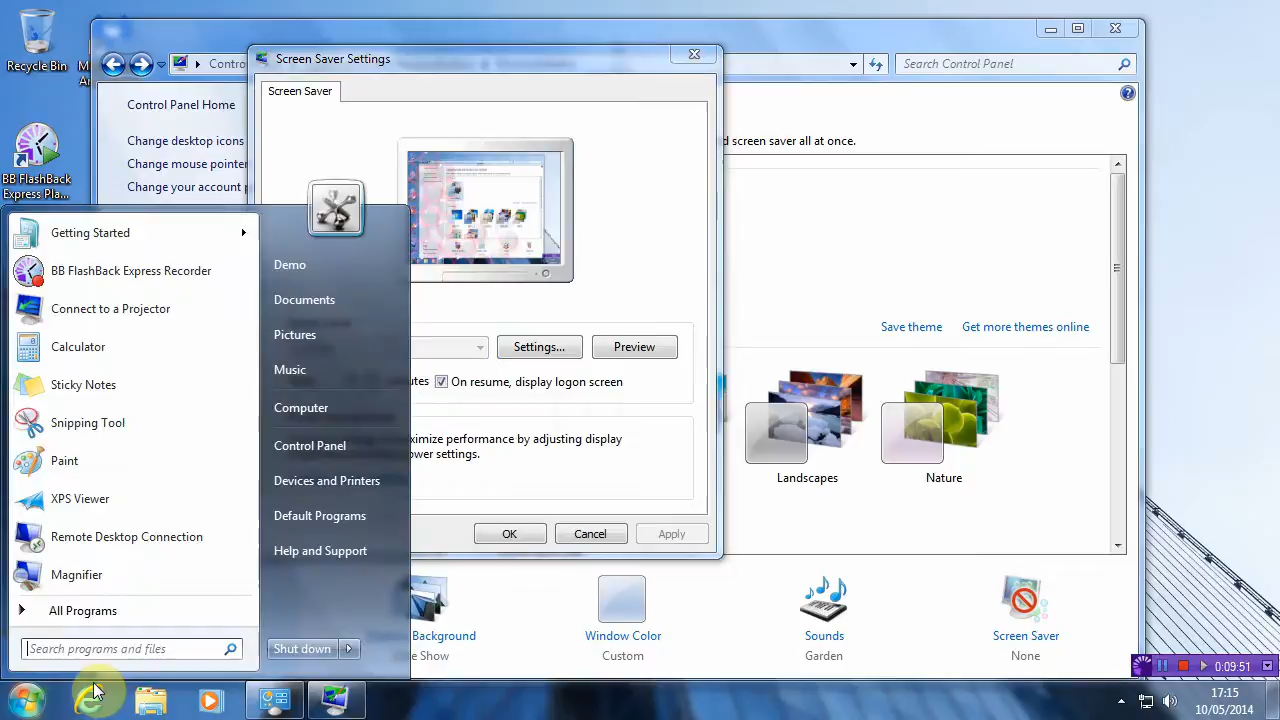 Recycle Bin
M
A
BB FlashBack
Express Pla...
Contro
Search Control Panel
Control Panel Home
Change desktop icons
Change mouse pointer
Change your account p
d screen saver all at once.
Save theme
Get more themes online
Landscapes
Nature
Background
e Show
Window Color
Custom
Sounds
Garden
Screen Saver
None
Screen Saver Settings
Screen Saver
Settings...
Preview
nutes
On resume, display logon screen
ximize performance by adjusting display
ower settings.
OK
Cancel
Apply
Getting Started
BB FlashBack Express Recorder
Connect to a Projector
Calculator
Sticky Notes
Snipping Tool
Paint
XPS Viewer
Remote Desktop Connection
Magnifier
All Programs
Search programs and files
Demo
Documents
Pictures
Music
Computer
Control Panel
Devices and Printers
Default Programs
Help and Support
Shut down
0:09:51
17:15
10/05/2014